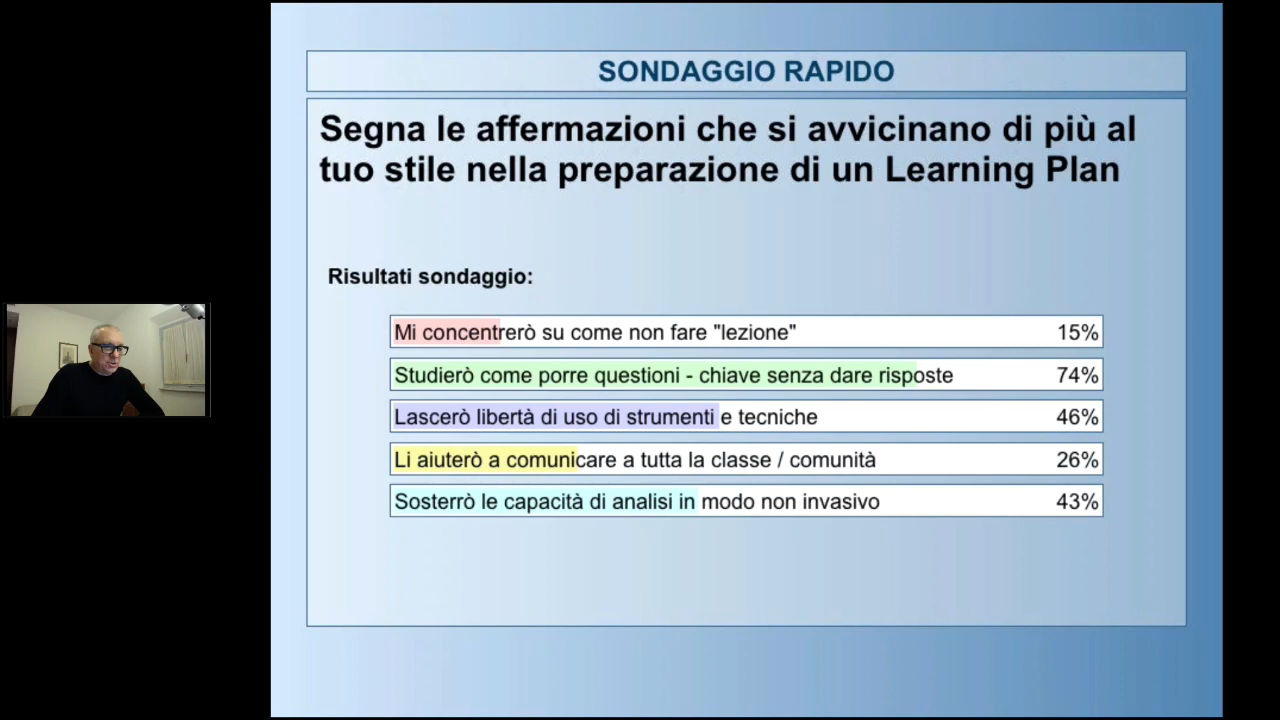 SONDAGGIO RAPIDO
Segna le affermazioni che si avvicinano di più al
tuo stile nella preparazione di un Learning Plan
Risultati sondaggio:
Mi concentrerò su come non fare "lezione" 15%
Studierò come porre questioni - chiave senza dare risposte 74%
Lascerò libertà di uso di strumenti e tecniche 46%
Li aiuterò a comunicare a tutta la classe / comunità 26%
Sosterrò le capacità di analisi in modo non invasivo 43%